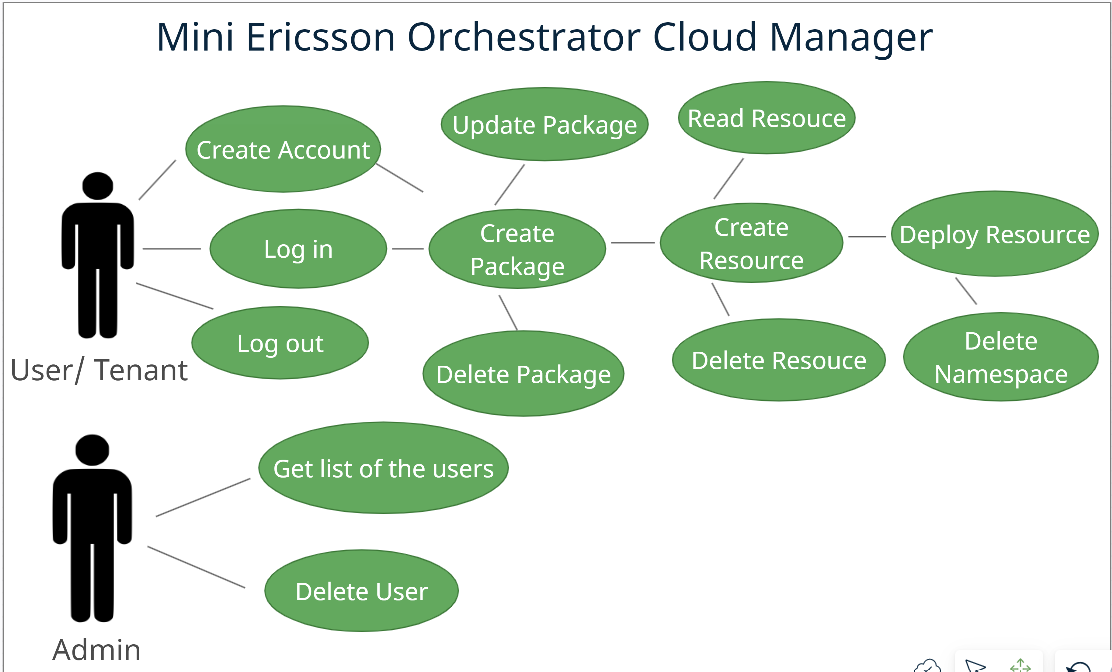 Mini Ericsson Orchestrator Cloud Manager
Create Account
Update Package
Read Resouce
Log in
Create
Package
Create
Resource
Deploy Resource
Log out
Delete Package
Delete Resouce
Delete
Namespace
User/ Tenant
Get list of the users
Delete User
Admin